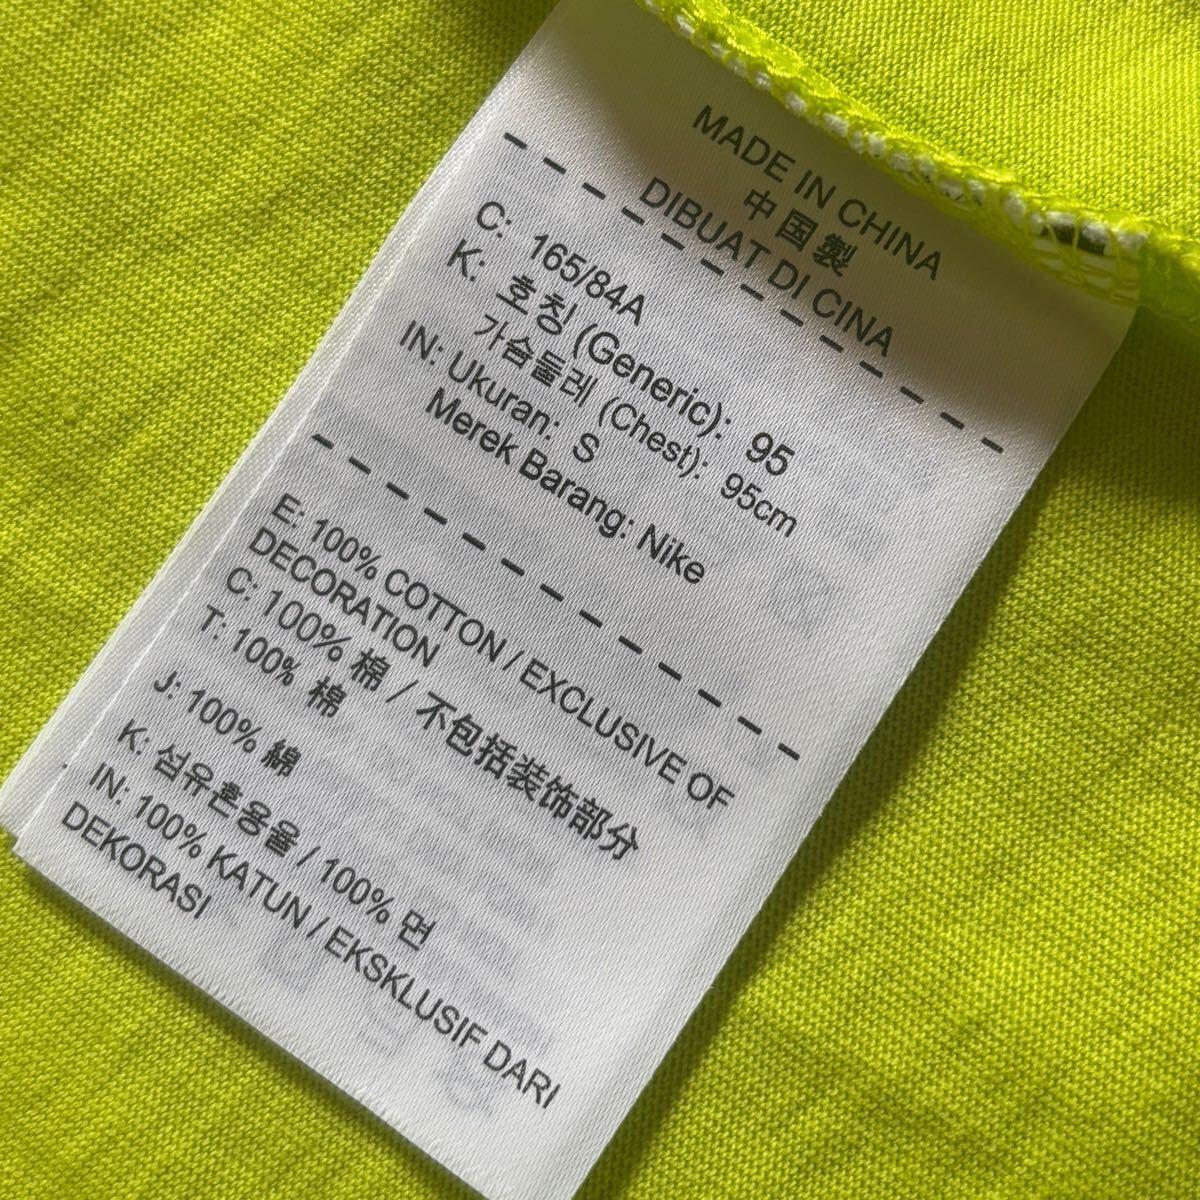 MADE IN CHINA
中国製
DIBUAT DI CINA
C: 165/84A
K: 호칭 (Generic): 95
가슴둘레 (Chest): 95cm
IN: Ukuran: S
Merek Barang: Nike
E: 100% COTTON / EXCLUSIVE OF
DECORATION
C: 100% 棉 / 不包括装饰部分
T: 100% 棉
J: 100% 綿
K: 섬유혼용율 / 100% 면
IN: 100% KATUN / EKSKLUSIF DARI
DEKORASI